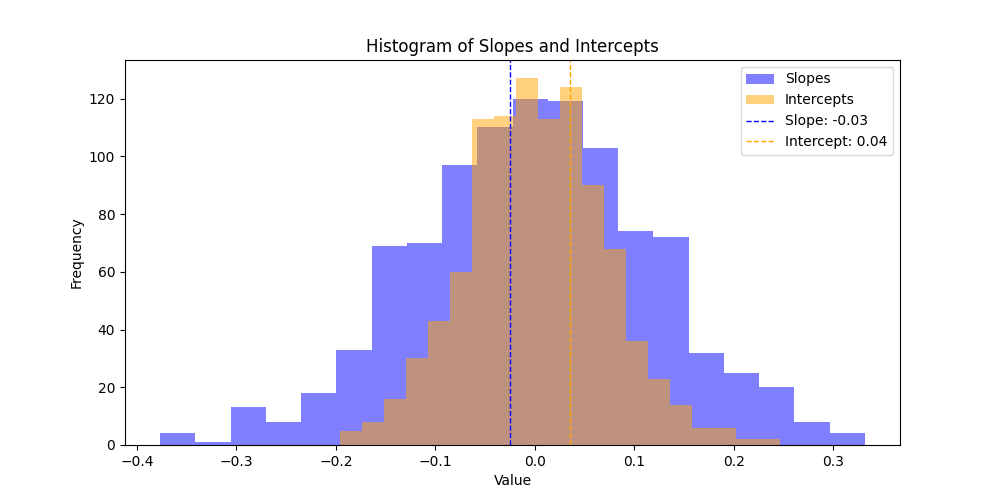 Histogram of Slopes and Intercepts
Slopes
Intercepts
Slope: -0.03
Intercept: 0.04
Frequency
120
100
80
60
40
20
0
−0.4 −0.3 −0.2 −0.1 0.0 0.1 0.2 0.3
Value